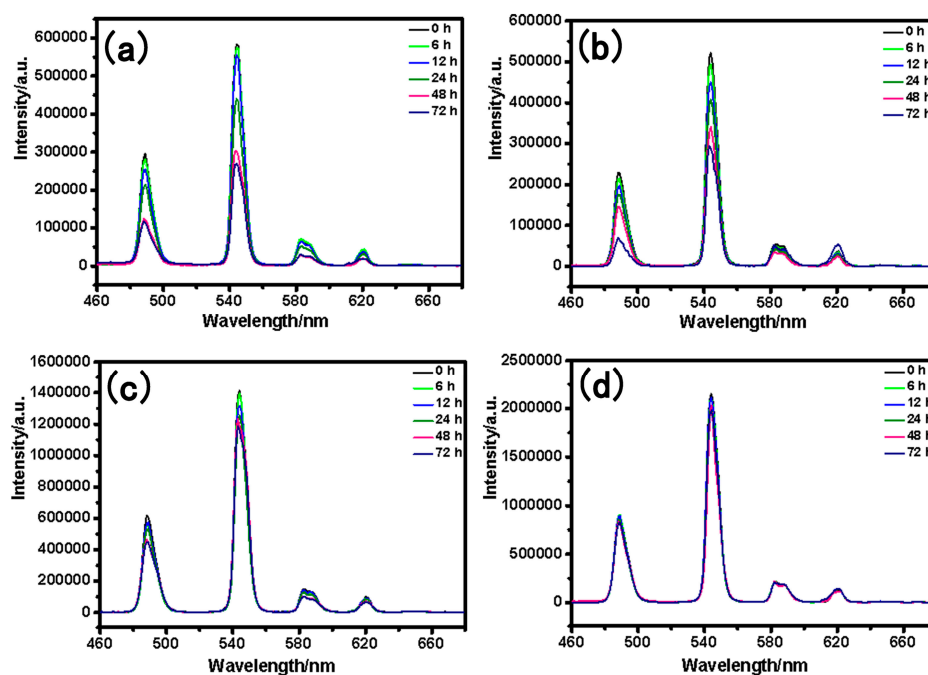 (a)
0 h
6 h
12 h
24 h
48 h
72 h
600000
500000
400000
300000
200000
100000
0
Intensity/a.u.
460 500 540 580 620 660
Wavelength/nm
(b)
0 h
6 h
12 h
24 h
48 h
72 h
600000
500000
400000
300000
200000
100000
0
Intensity/a.u.
460 500 540 580 620 660
Wavelength/nm
(c)
0 h
6 h
12 h
24 h
48 h
72 h
1600000
1400000
1200000
1000000
800000
600000
400000
200000
0
Intensity/a.u.
460 500 540 580 620 660
Wavelength/nm
(d)
0 h
6 h
12 h
24 h
48 h
72 h
2500000
2000000
1500000
1000000
500000
0
Intensity/a.u.
460 500 540 580 620 660
Wavelength/nm